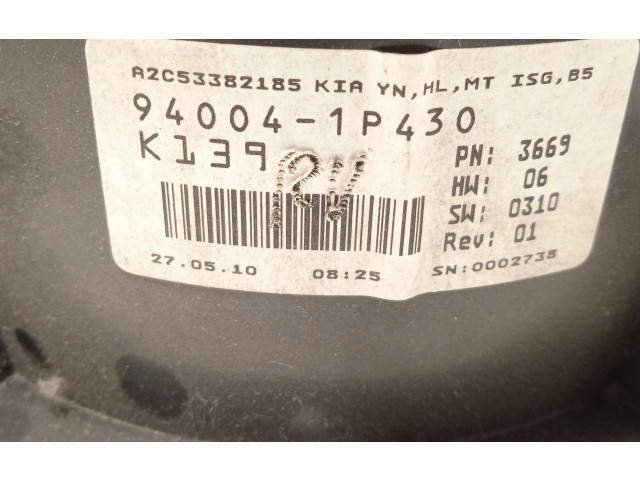 A2C53382185 KIA YN,HL,MT ISG,B5
94004-1P430
K139
PN: 3669
HW: 06
SW: 0310
Rev: 01
27.05.10 08:25 SN:0002738